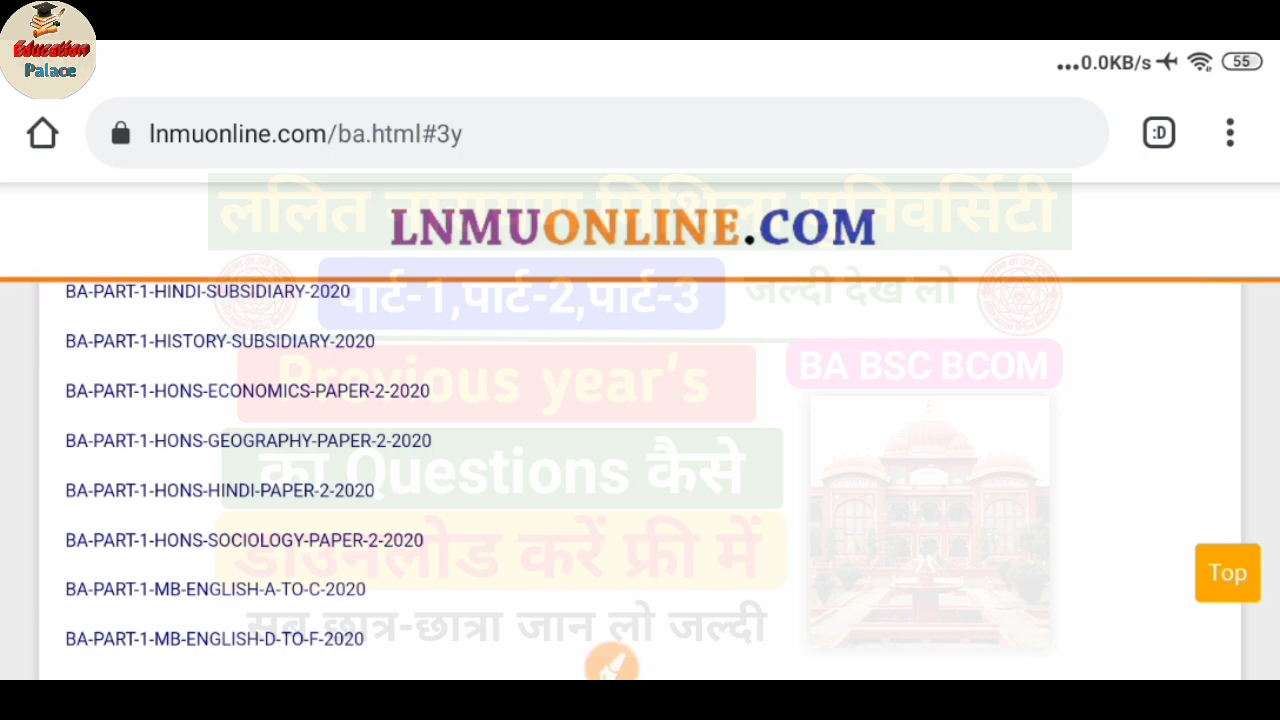 Education
Palace
...0.0KB/s 55
lnmuonline.com/ba.html#3y :D
ललित नारायण मिथिला यूनिवर्सिटी
LNMUONLINE.COM
BA-PART-1-HINDI-SUBSIDIARY-2020
पार्ट-1,पार्ट-2,पार्ट-3 जल्दी देख लो
BA-PART-1-HISTORY-SUBSIDIARY-2020
BA BSC BCOM
Previous year's
BA-PART-1-HONS-ECONOMICS-PAPER-2-2020
BA-PART-1-HONS-GEOGRAPHY-PAPER-2-2020
का Questions कैसे
BA-PART-1-HONS-HINDI-PAPER-2-2020
BA-PART-1-HONS-SOCIOLOGY-PAPER-2-2020
डाउनलोड करें फ्री में
Top
BA-PART-1-MB-ENGLISH-A-TO-C-2020
सब छात्र-छात्रा जान लो जल्दी
BA-PART-1-MB-ENGLISH-D-TO-F-2020